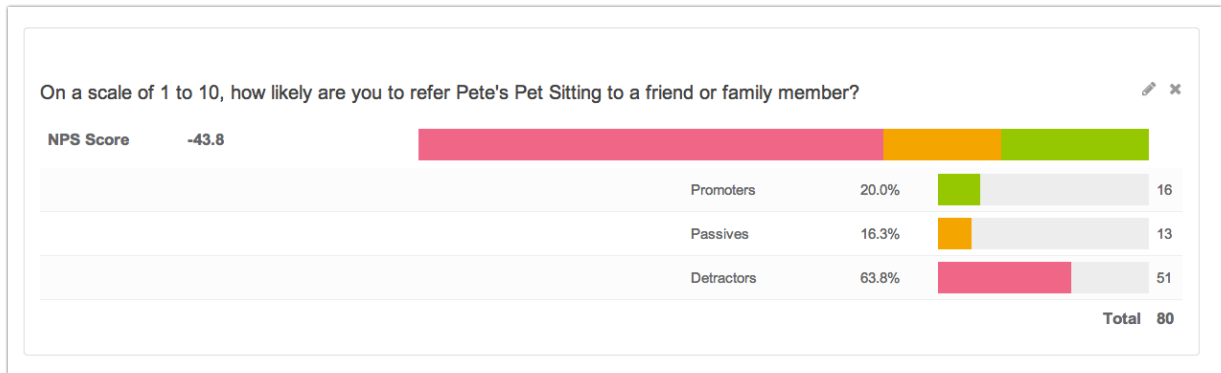 On a scale of 1 to 10, how likely are you to refer Pete's Pet Sitting to a friend or family member?
NPS Score -43.8
Promoters 20.0% 16
Passives 16.3% 13
Detractors 63.8% 51
Total 80